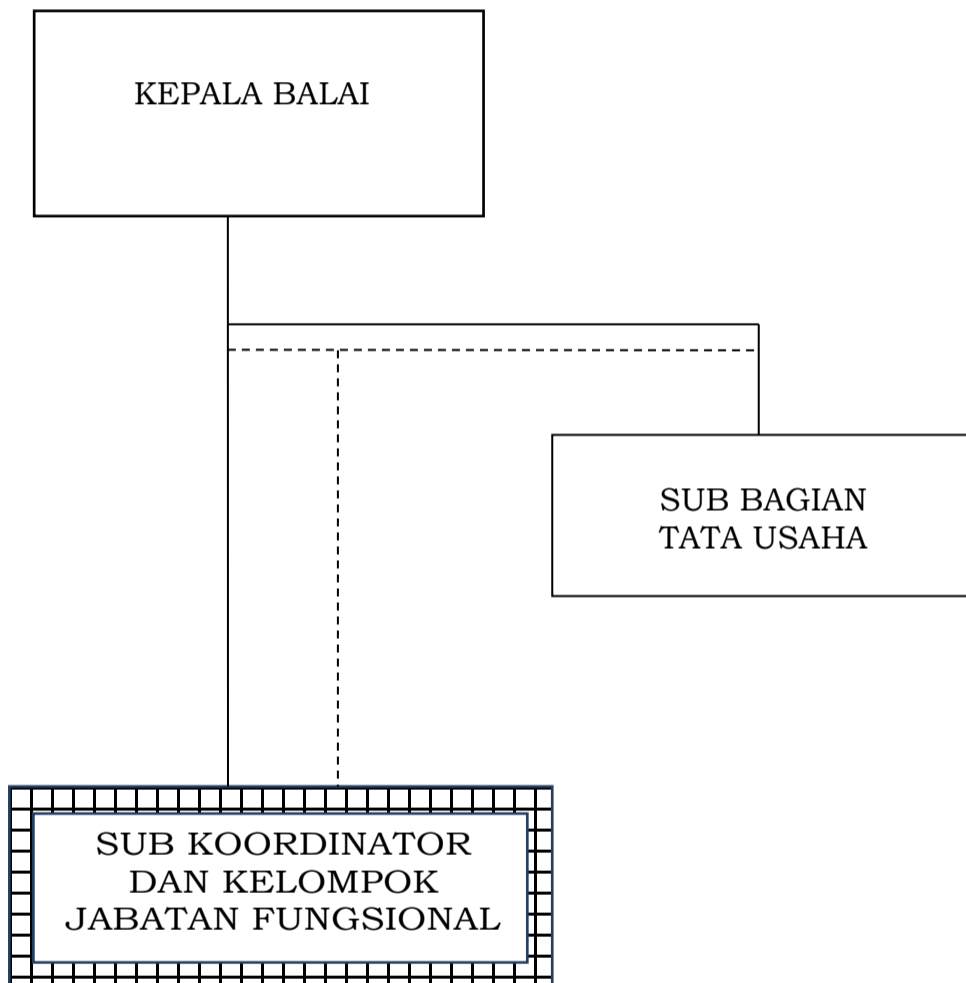 KEPALA BALAI
SUB BAGIAN
TATA USAHA
SUB KOORDINATOR
DAN KELOMPOK
JABATAN FUNGSIONAL